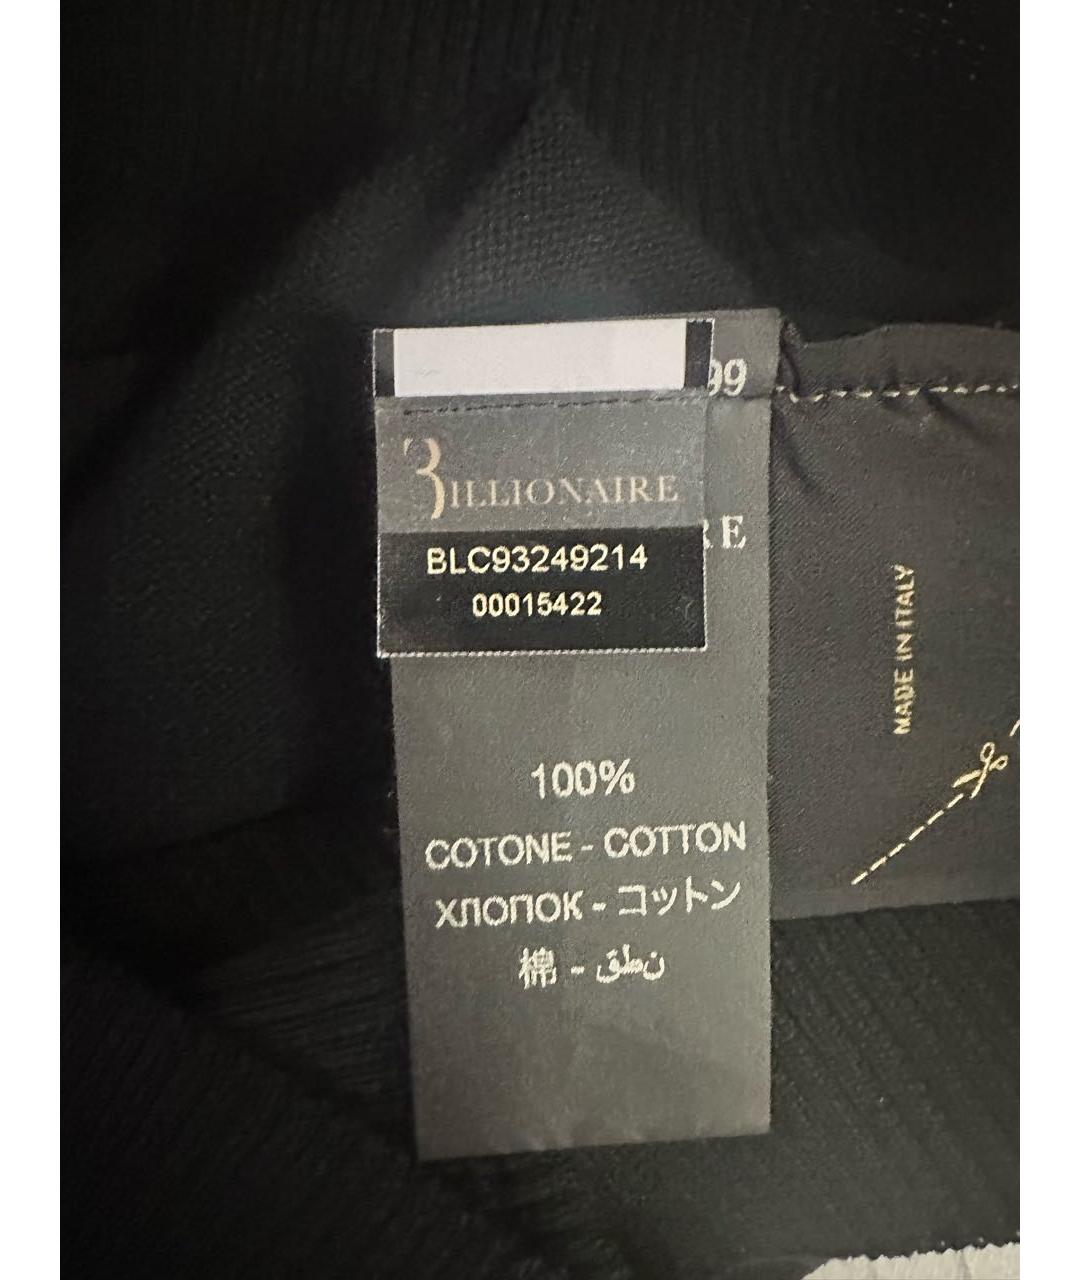 99
BILLIONAIRE
RE
BLC93249214
00015422
MADE IN ITALY
100%
COTONE - COTTON
ХЛОПОК - コットン
棉 - قطن